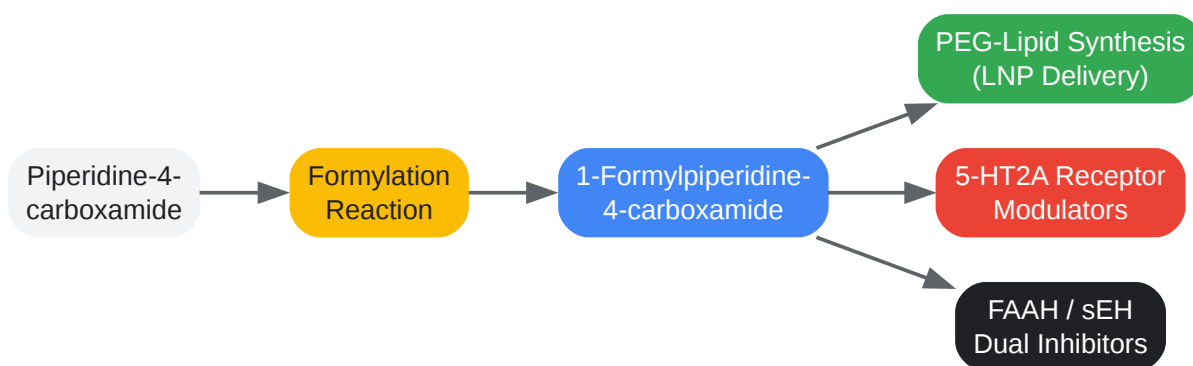 Piperidine-4-
carboxamide
Formylation
Reaction
1-Formylpiperidine-
4-carboxamide
PEG-Lipid Synthesis
(LNP Delivery)
5-HT2A Receptor
Modulators
FAAH / sEH
Dual Inhibitors